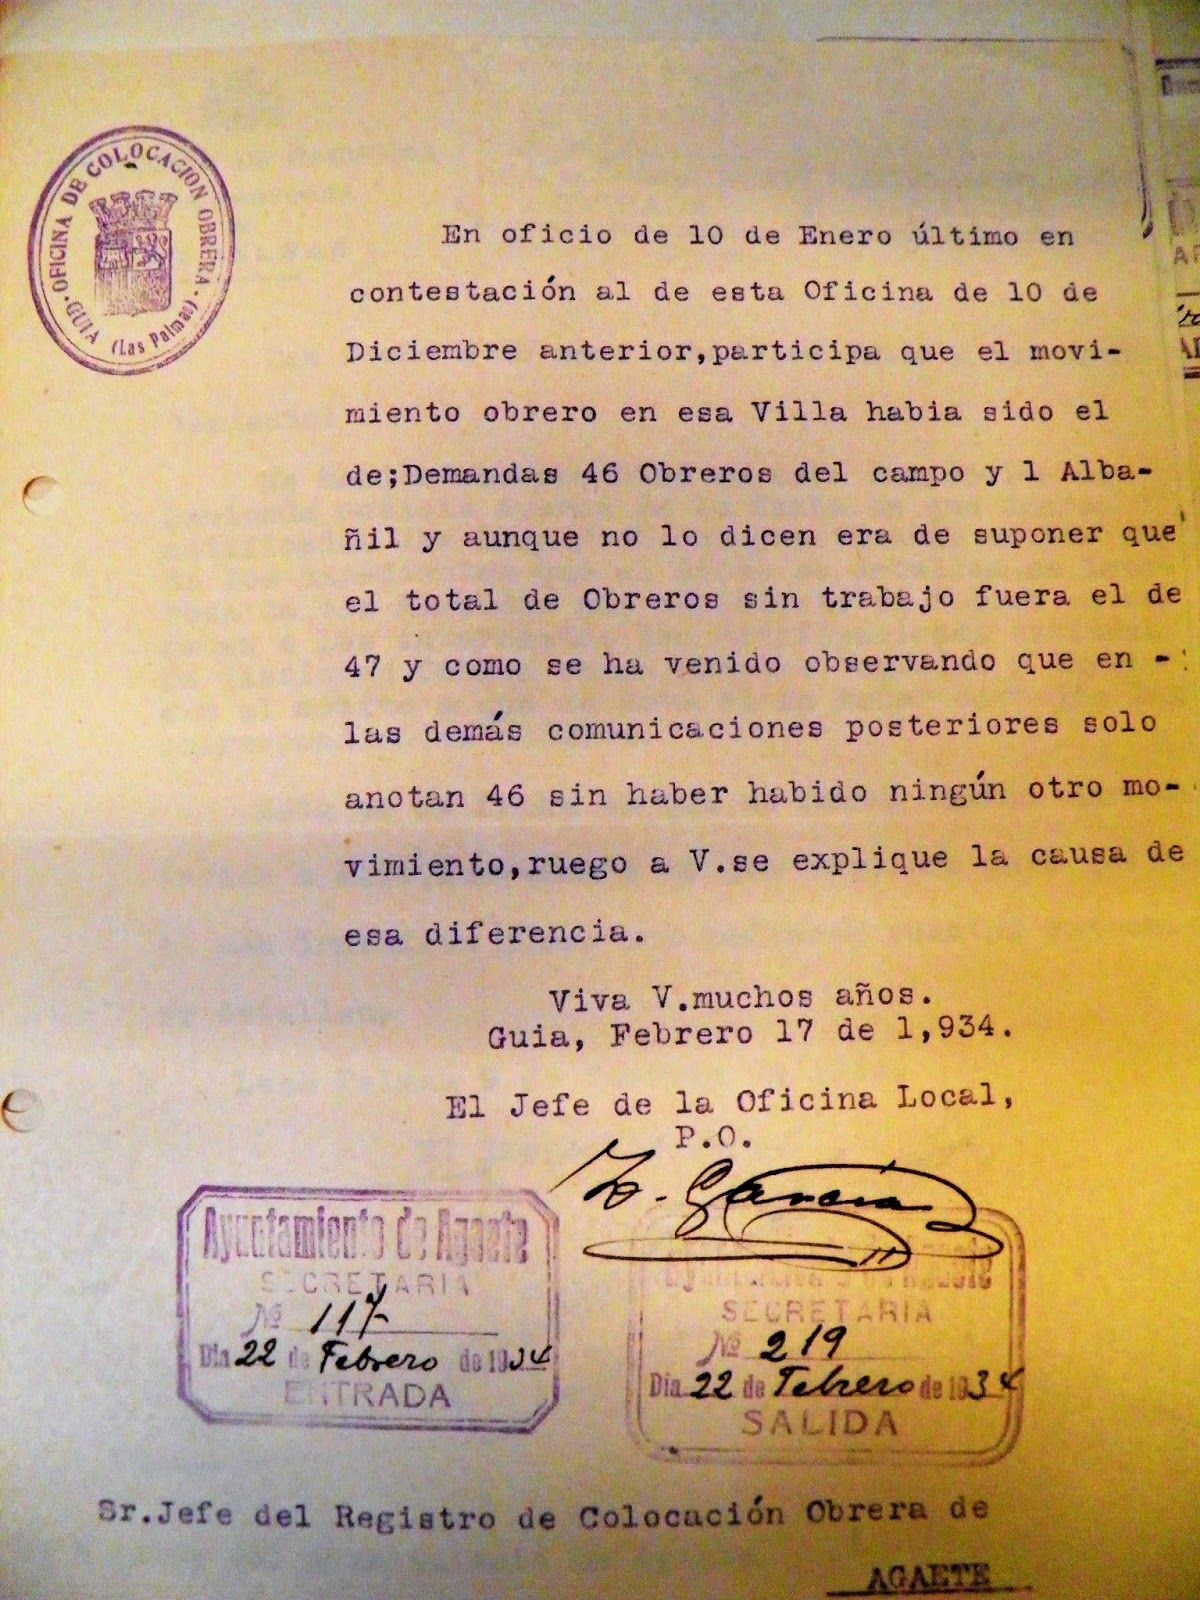 OFICINA DE COLOCACION OBRERA
GUIA (Las Palmas)
En oficio de 10 de Enero último en
contestación al de esta Oficina de 10 de
Diciembre anterior,participa que el movi-
miento obrero en esa Villa habia sido el
de;Demandas 46 Obreros del campo y 1 Alba-
ñil y aunque no lo dicen era de suponer que
el total de Obreros sin trabajo fuera el de
47 y como se ha venido observando que en -
las demás comunicaciones posteriores solo
anotan 46 sin haber habido ningún otro mo-
vimiento,ruego a V.se explique la causa de
esa diferencia.
Viva V.muchos años.
Guia, Febrero 17 de 1,934.
El Jefe de la Oficina Local,
P.O.
García
Ayuntamiento de Agaete
SECRETARIA
Nº 117
Día 22 de Febrero de 1934
ENTRADA
Ayuntamiento de Agaete
SECRETARIA
Nº 219
Día 22 de Febrero de 1934
SALIDA
Sr.Jefe del Registro de Colocación Obrera de
AGAETE